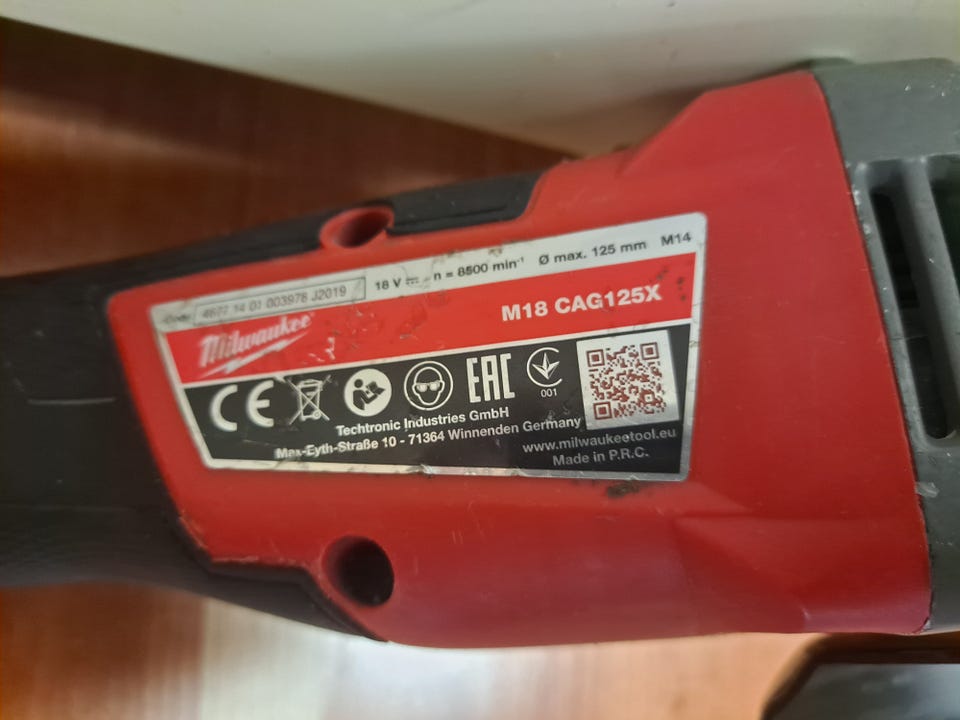 Code 4677 14 01 003978 J2019 18 V n = 8500 min-1 Ø max. 125 mm M14
Milwaukee M18 CAG125X
CE EAC 001
Techtronic Industries GmbH
Max-Eyth-Straße 10 - 71364 Winnenden Germany
www.milwaukeetool.eu
Made in P.R.C.